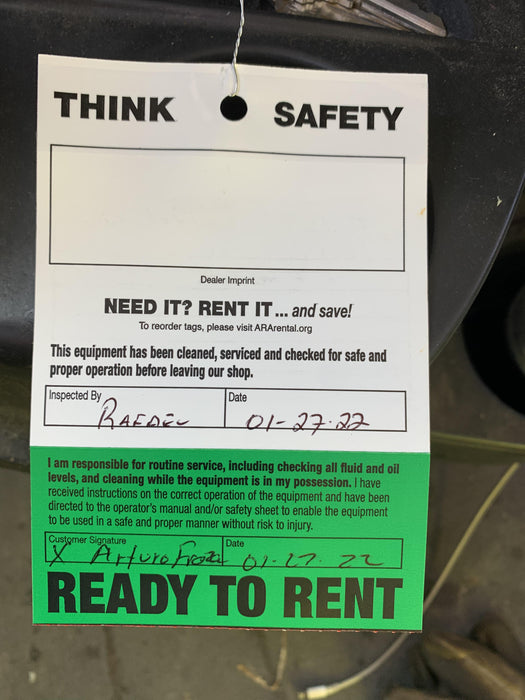 THINK SAFETY
Dealer Imprint
NEED IT? RENT IT ... and save!
To reorder tags, please visit ARArental.org
This equipment has been cleaned, serviced and checked for safe and
proper operation before leaving our shop.
Inspected By Date
01-27-22
I am responsible for routine service, including checking all fluid and oil
levels, and cleaning while the equipment is in my possession. I have
received instructions on the correct operation of the equipment and have been
directed to the operator's manual and/or safety sheet to enable the equipment
to be used in a safe and proper manner without risk to injury.
Customer Signature Date
X Arturo 01-27-22
READY TO RENT